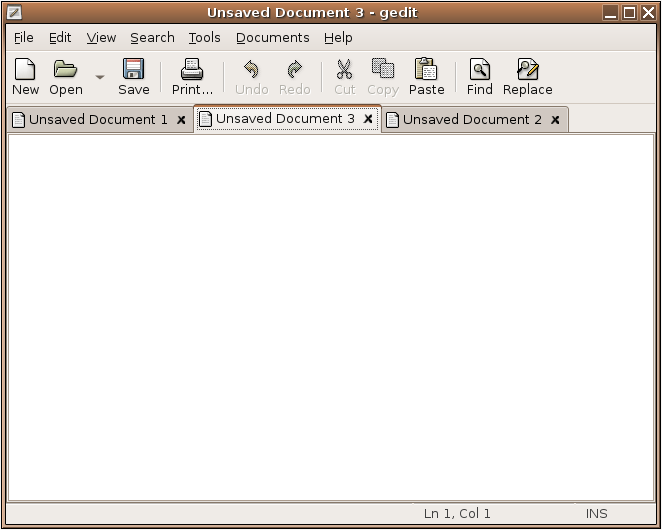 Unsaved Document 3 - gedit
File Edit View Search Tools Documents Help
New Open Save Print... Undo Redo Cut Copy Paste Find Replace
Unsaved Document 1 Unsaved Document 3 Unsaved Document 2
Ln 1, Col 1 INS